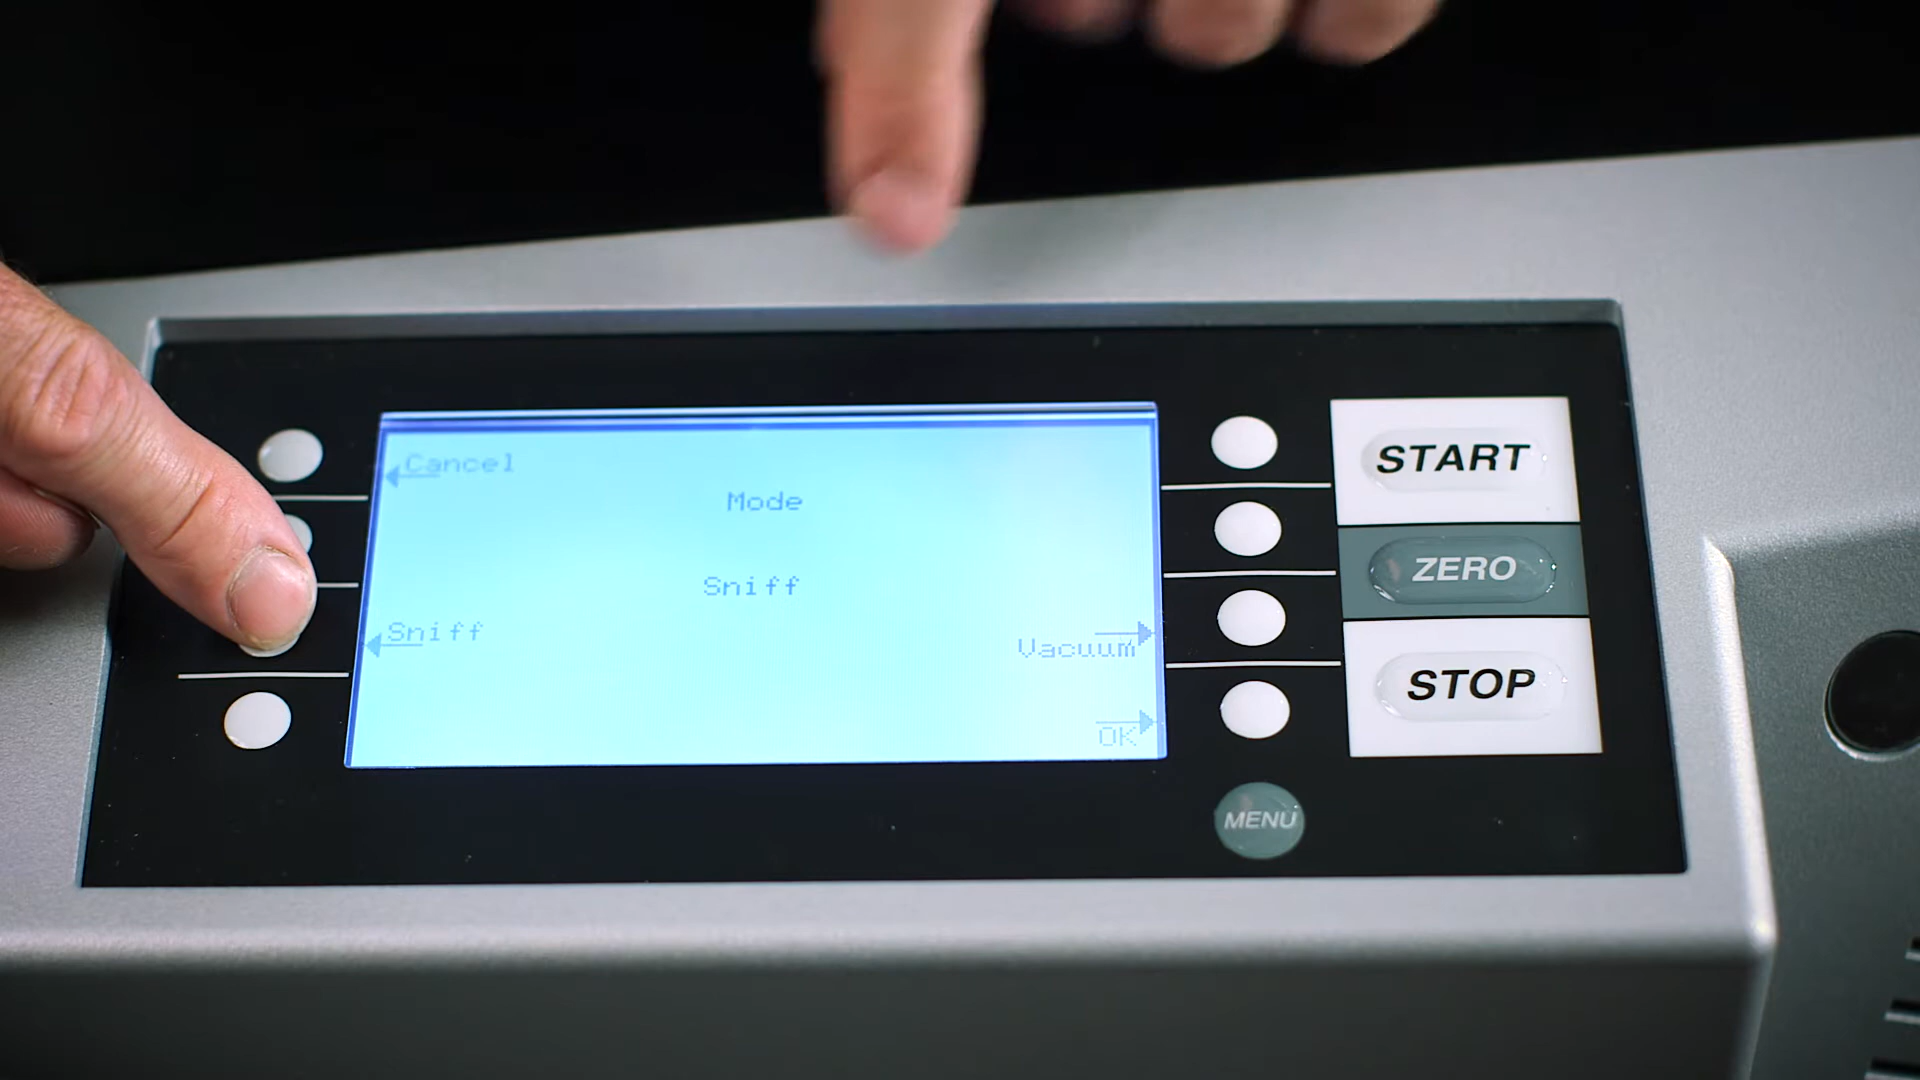 Cancel
Mode
Sniff
Sniff
Vacuum
OK
START
ZERO
STOP
MENU